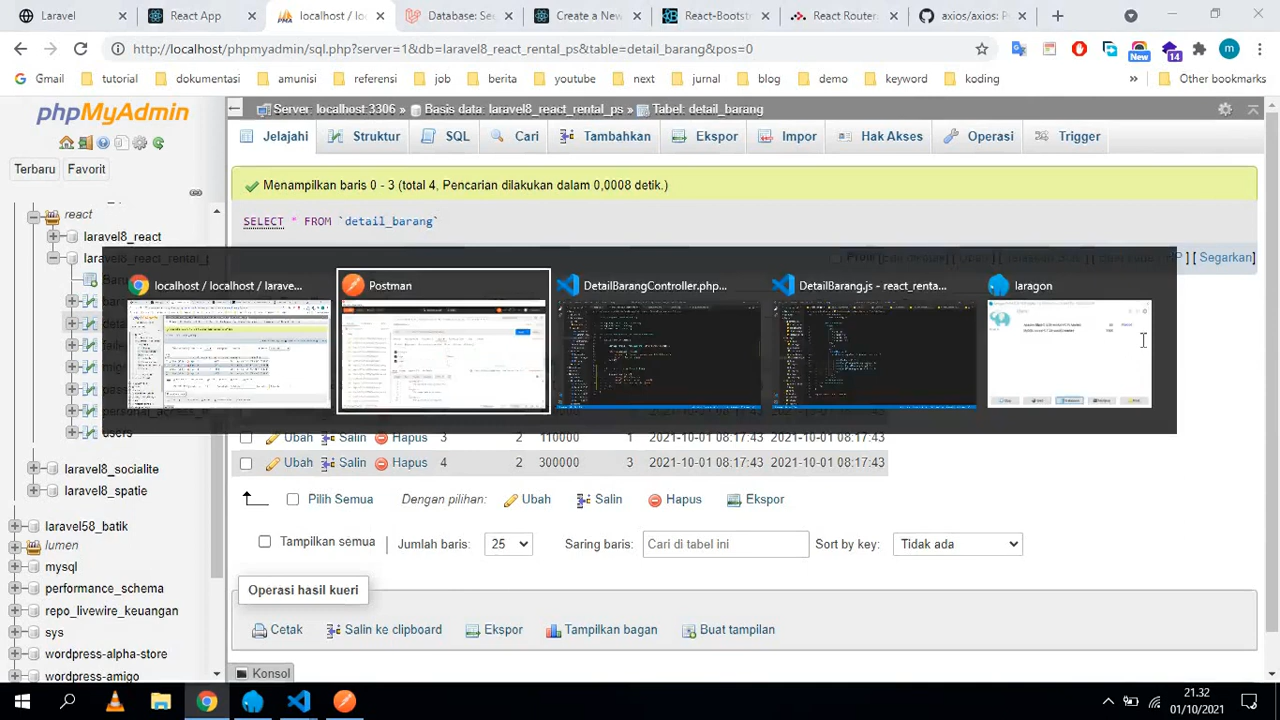 Laravel
React App
localhost / loc
Database: Se
Create a New
React-Bootst
React Router
axios/axios: P
http://localhost/phpmyadmin/sql.php?server=1&db=laravel8_react_rental_ps&table=detail_barang&pos=0
New
14
m
Gmail
tutorial
dokumentasi
amunisi
referensi
job
berita
youtube
next
jurnal
blog
demo
keyword
koding
»
Other bookmarks
phpMyAdmin
Server: localhost:3306 » Basis data: laravel8_react_rental_ps » Tabel: detail_barang
Jelajahi
Struktur
SQL
Cari
Tambahkan
Ekspor
Impor
Hak Akses
Operasi
Trigger
Terbaru
Favorit
Menampilkan baris 0 - 3 (total 4, Pencarian dilakukan dalam 0,0008 detik.)
SELECT * FROM `detail_barang`
react
laravel8_react
laravel8_react_rental_
[ Segarkan]
localhost / localhost / larave...
Postman
DetailBarangController.php...
DetailBarang.js - react_renta...
laragon
users
laravel8_socialite
laravel8_spatie
laravel58_batik
lumen
mysql
performance_schema
repo_livewire_keuangan
sys
wordpress-alpha-store
wordpress-amigo
Ubah Salin Hapus 2 110000 2021-10-01 08:17:43 2021-10-01 08:17:43
Ubah Salin Hapus 4 2 300000 3 2021-10-01 08:17:43 2021-10-01 08:17:43
Pilih Semua Dengan pilihan: Ubah Salin Hapus Ekspor
Tampilkan semua Jumlah baris: 25 Saring baris: Cari di tabel ini Sort by key: Tidak ada
Operasi hasil kueri
Cetak Salin ke clipboard Ekspor Tampilkan bagan Buat tampilan
Konsol
21.32
01/10/2021